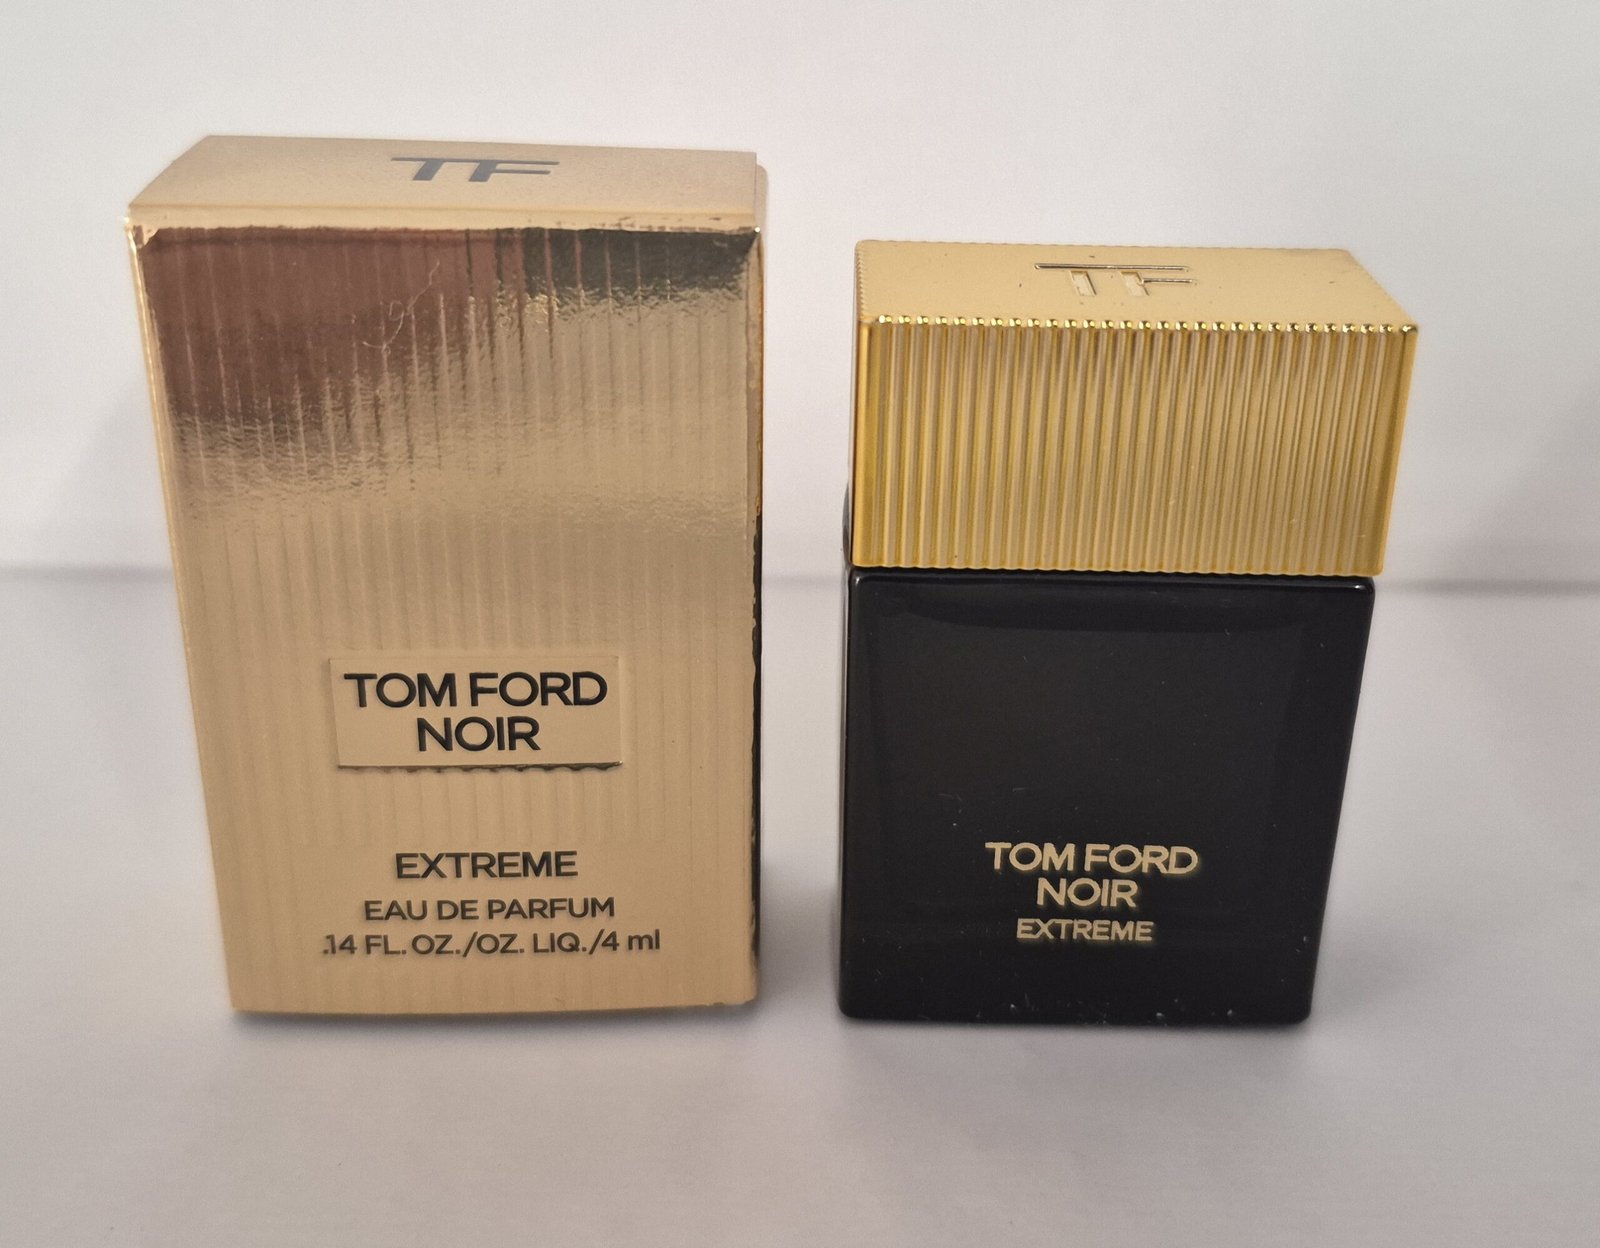 TF
TOM FORD
NOIR
EXTREME
EAU DE PARFUM
.14 FL. OZ./OZ. LIQ./4 ml
TF
TOM FORD
NOIR
EXTREME